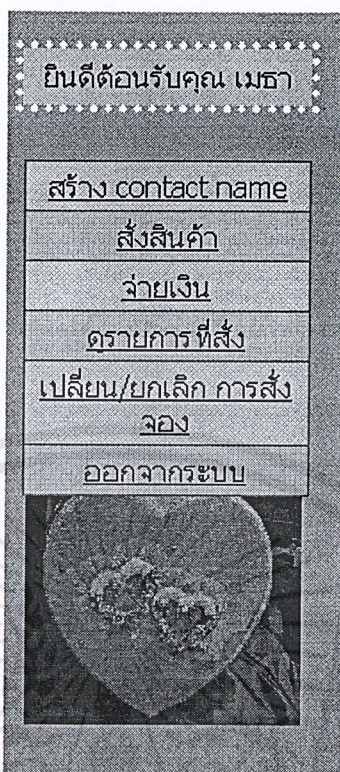 ยินดีต้อนรับคุณ เมธา
สร้าง contact name
สั่งสินค้า
จ่ายเงิน
ดูรายการที่สั่ง
เปลี่ยน/ยกเลิก การสั่ง
จอง
ออกจากระบบ